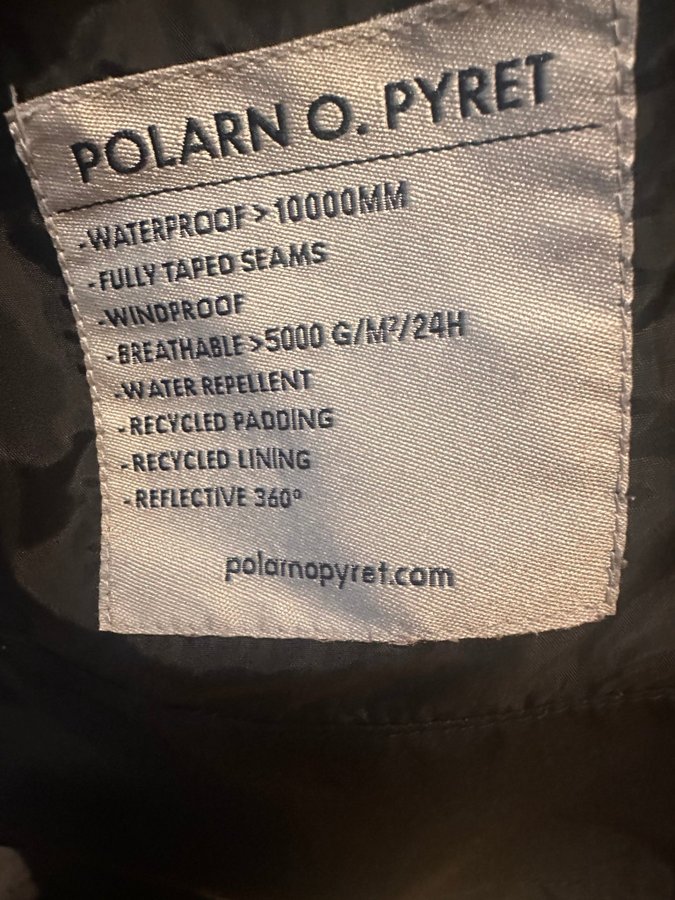 POLARN O. PYRET
-WATERPROOF >10000MM
-FULLY TAPED SEAMS
-WINDPROOF
-BREATHABLE >5000 G/M²/24H
-WATER REPELLENT
-RECYCLED PADDING
-RECYCLED LINING
-REFLECTIVE 360°
polarnopyret.com